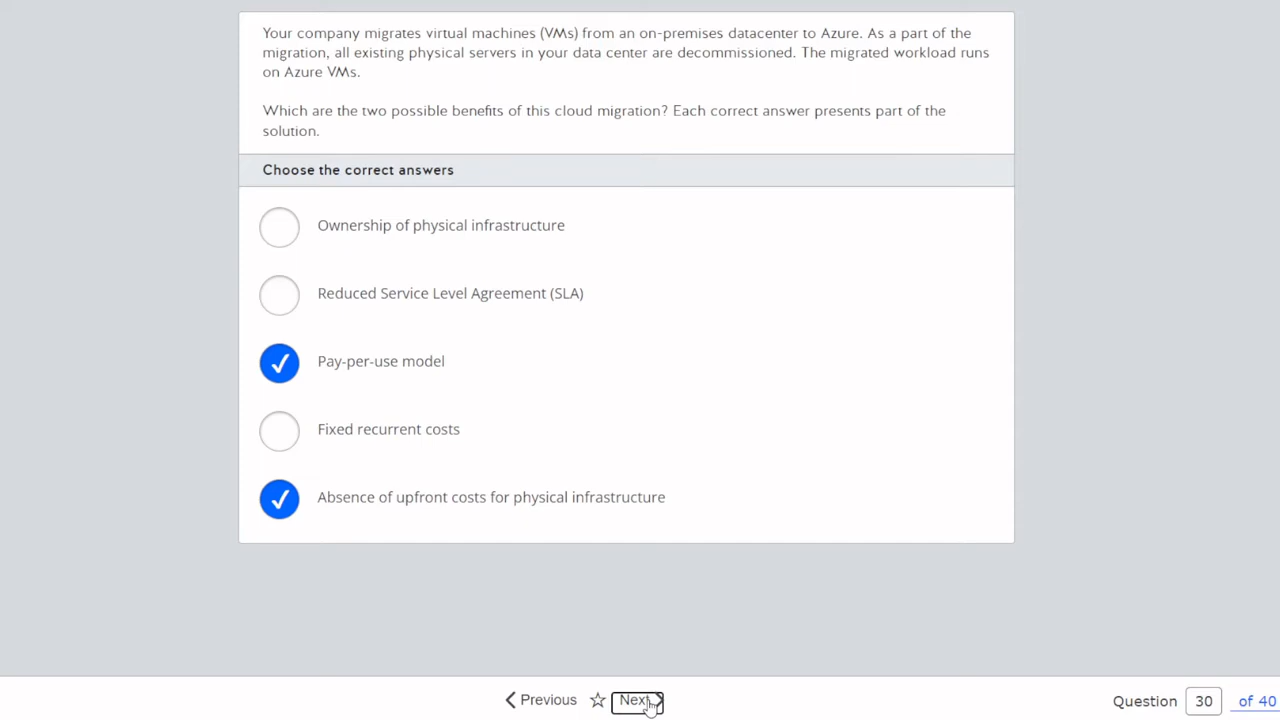 Your company migrates virtual machines (VMs) from an on-premises datacenter to Azure. As a part of the
migration, all existing physical servers in your data center are decommissioned. The migrated workload runs
on Azure VMs.
Which are the two possible benefits of this cloud migration? Each correct answer presents part of the
solution.
Choose the correct answers
Ownership of physical infrastructure
Reduced Service Level Agreement (SLA)
Pay-per-use model
Fixed recurrent costs
Absence of upfront costs for physical infrastructure
Previous Next Question 30 of 40